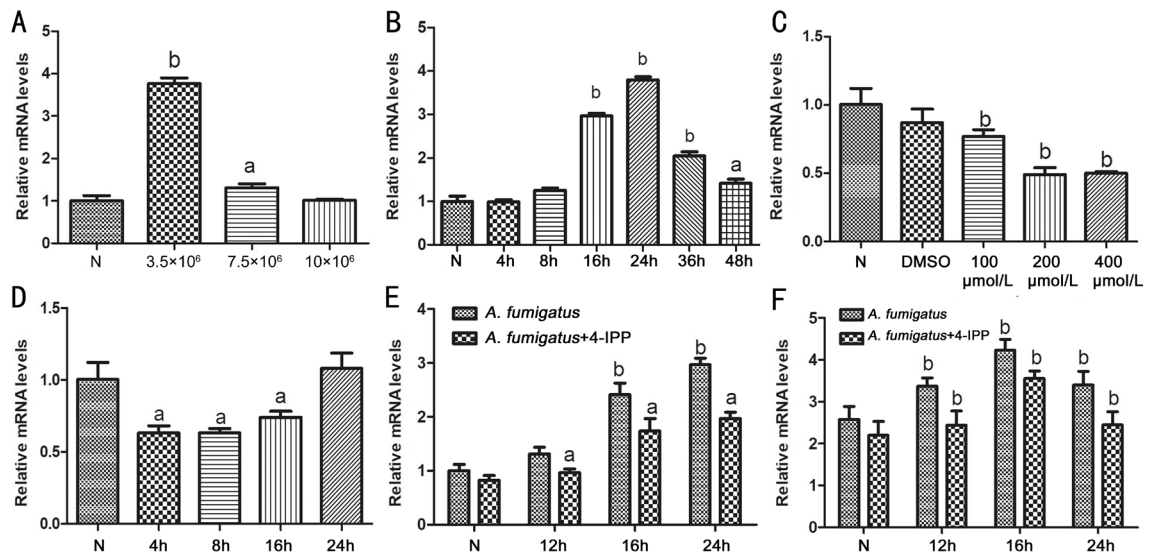 A
Relative mRNA levels
5
4
3
2
1
0
b
a
N 3.5×10⁶ 7.5×10⁶ 10×10⁶
B
Relative mRNA levels
5
4
3
2
1
0
b
b
b
a
N 4h 8h 16h 24h 36h 48h
C
Relative mRNA levels
1.5
1.0
0.5
0.0
b
b
b
N DMSO 100 200 400
µmol/L µmol/L µmol/L
D
Relative mRNA levels
1.5
1.0
0.5
0.0
a
a
a
N 4h 8h 16h 24h
E
A. fumigatus
A. fumigatus+4-IPP
Relative mRNA levels
4
3
2
1
0
a
b
a
b
a
N 12h 16h 24h
F
A. fumigatus
A. fumigatus+4-IPP
Relative mRNA levels
5
4
3
2
1
0
b
b
b
b
b
b
N 12h 16h 24h